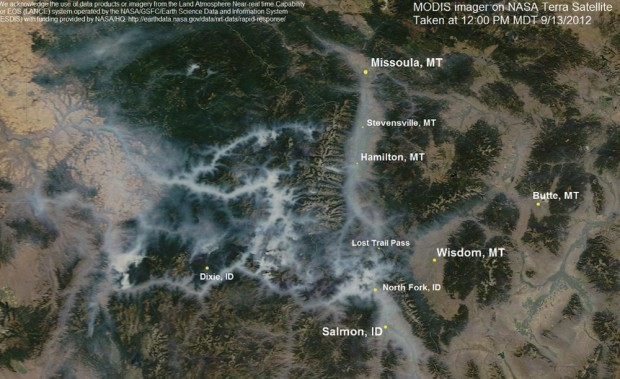 We acknowledge the use of data products or imagery from the Land Atmosphere Near-real time Capability
or EOS (LANCE) system operated by the NASA/GSFC/Earth Science Data and Information System
ESDIS) with funding provided by NASA/HQ. http://earthdata.nasa.gov/data/nrt-data/rapid-response/
MODIS imager on NASA Terra Satellite
Taken at 12:00 PM MDT 9/13/2012
Missoula, MT
Stevensville, MT
Hamilton, MT
Butte, MT
Lost Trail Pass
Wisdom, MT
Dixie, ID
North Fork, ID
Salmon, ID